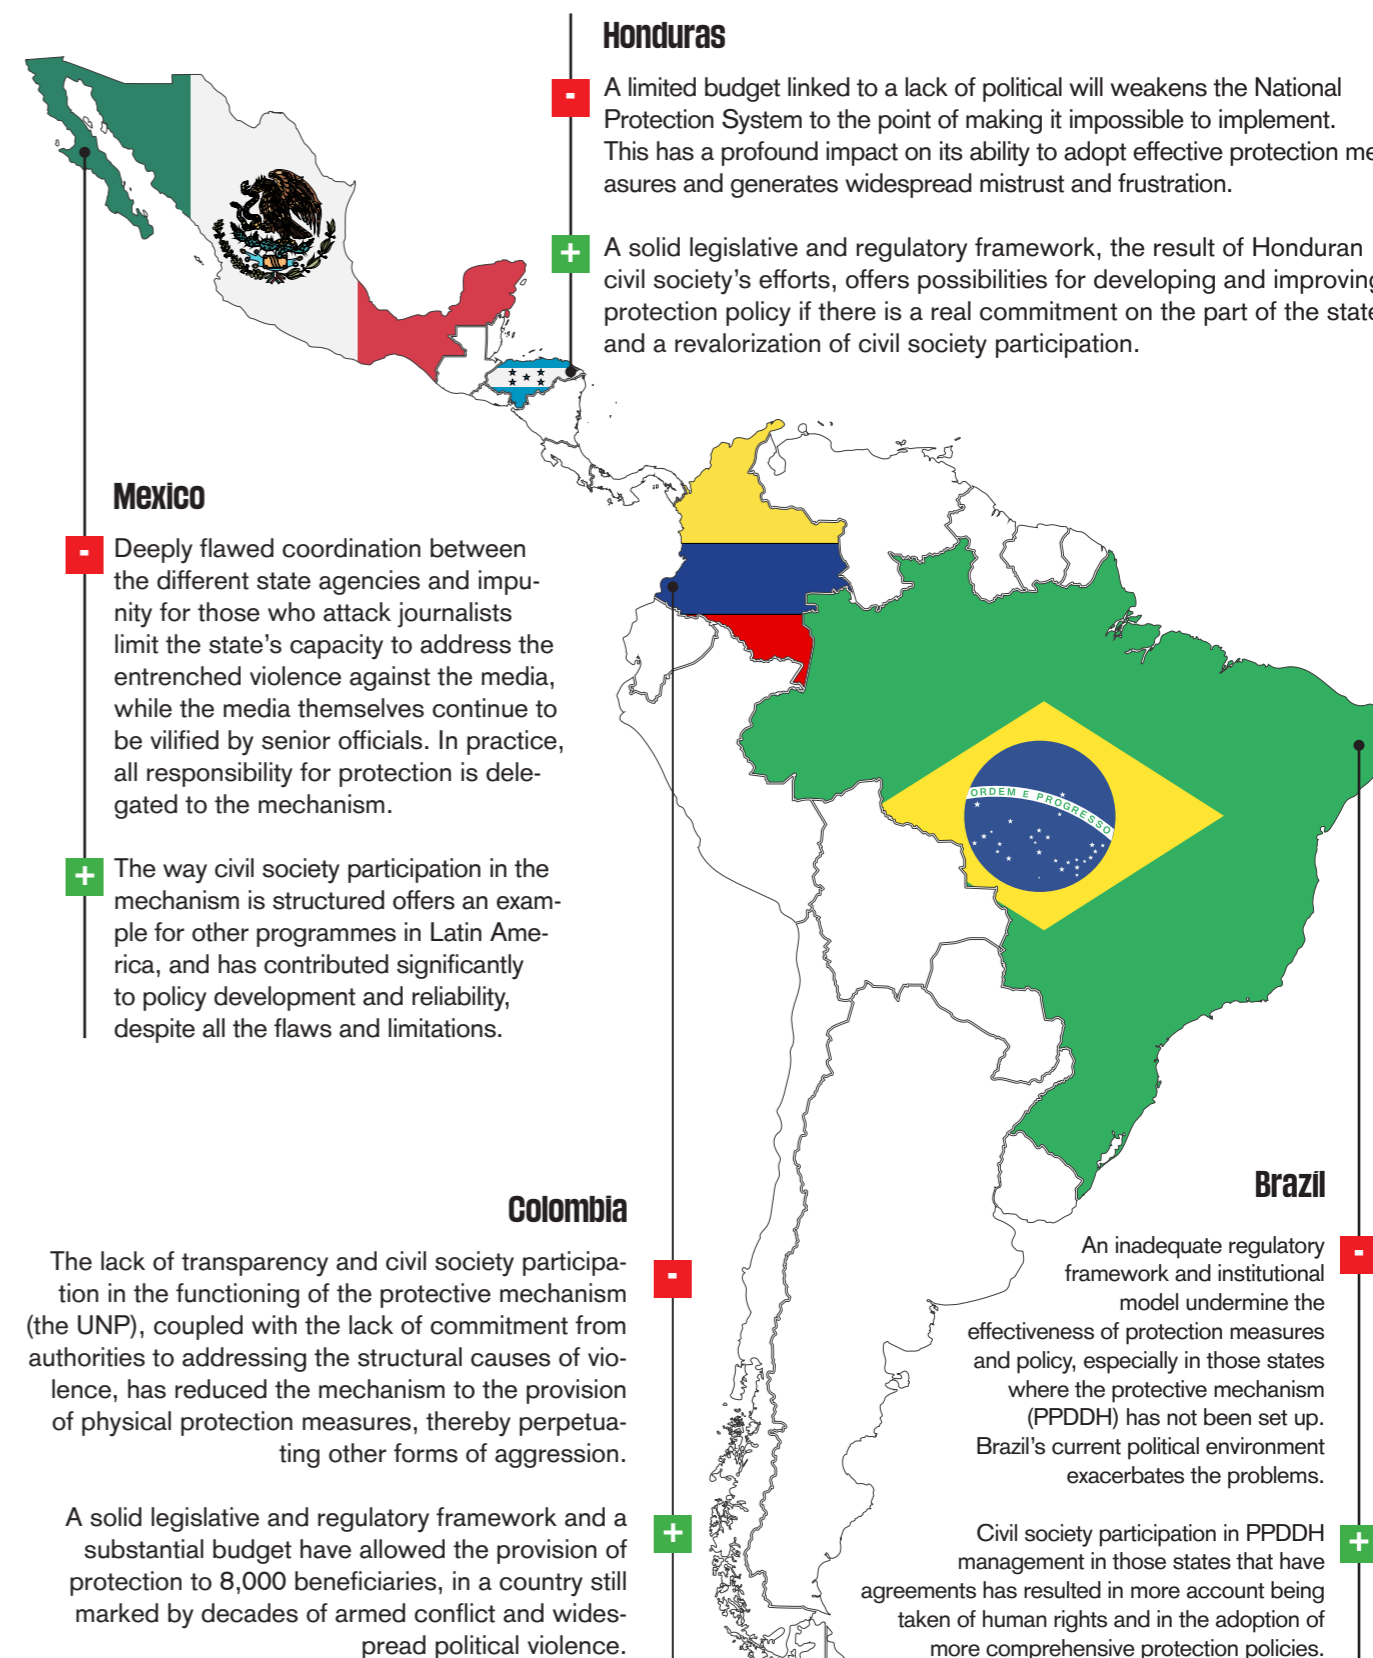 Honduras
-
A limited budget linked to a lack of political will weakens the National
Protection System to the point of making it impossible to implement.
This has a profound impact on its ability to adopt effective protection me-
asures and generates widespread mistrust and frustration.
+
A solid legislative and regulatory framework, the result of Honduran
civil society's efforts, offers possibilities for developing and improving
protection policy if there is a real commitment on the part of the state
and a revalorization of civil society participation.
Mexico
-
Deeply flawed coordination between
the different state agencies and impu-
nity for those who attack journalists
limit the state's capacity to address the
entrenched violence against the media,
while the media themselves continue to
be vilified by senior officials. In practice,
all responsibility for protection is dele-
gated to the mechanism.
+
The way civil society participation in the
mechanism is structured offers an exam-
ple for other programmes in Latin Ame-
rica, and has contributed significantly
to policy development and reliability,
despite all the flaws and limitations.
ORDEM E PROGRESSO
Colombia
-
The lack of transparency and civil society participa-
tion in the functioning of the protective mechanism
(the UNP), coupled with the lack of commitment from
authorities to addressing the structural causes of vio-
lence, has reduced the mechanism to the provision
of physical protection measures, thereby perpetua-
ting other forms of aggression.
+
A solid legislative and regulatory framework and a
substantial budget have allowed the provision of
protection to 8,000 beneficiaries, in a country still
marked by decades of armed conflict and wides-
pread political violence.
Brazil
-
An inadequate regulatory
framework and institutional
model undermine the
effectiveness of protection measures
and policy, especially in those states
where the protective mechanism
(PPDDH) has not been set up.
Brazil's current political environment
exacerbates the problems.
+
Civil society participation in PPDDH
management in those states that have
agreements has resulted in more account being
taken of human rights and in the adoption of
more comprehensive protection policies.